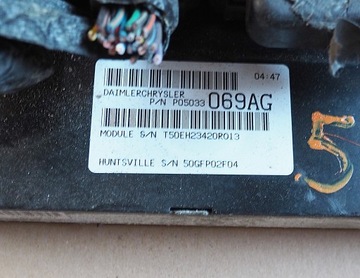 04:47
DAIMLERCHRYSLER
P/N P05033 069AG
MODULE S/N T50EH23420R013
HUNTSVILLE S/N 50GFP02F04
5